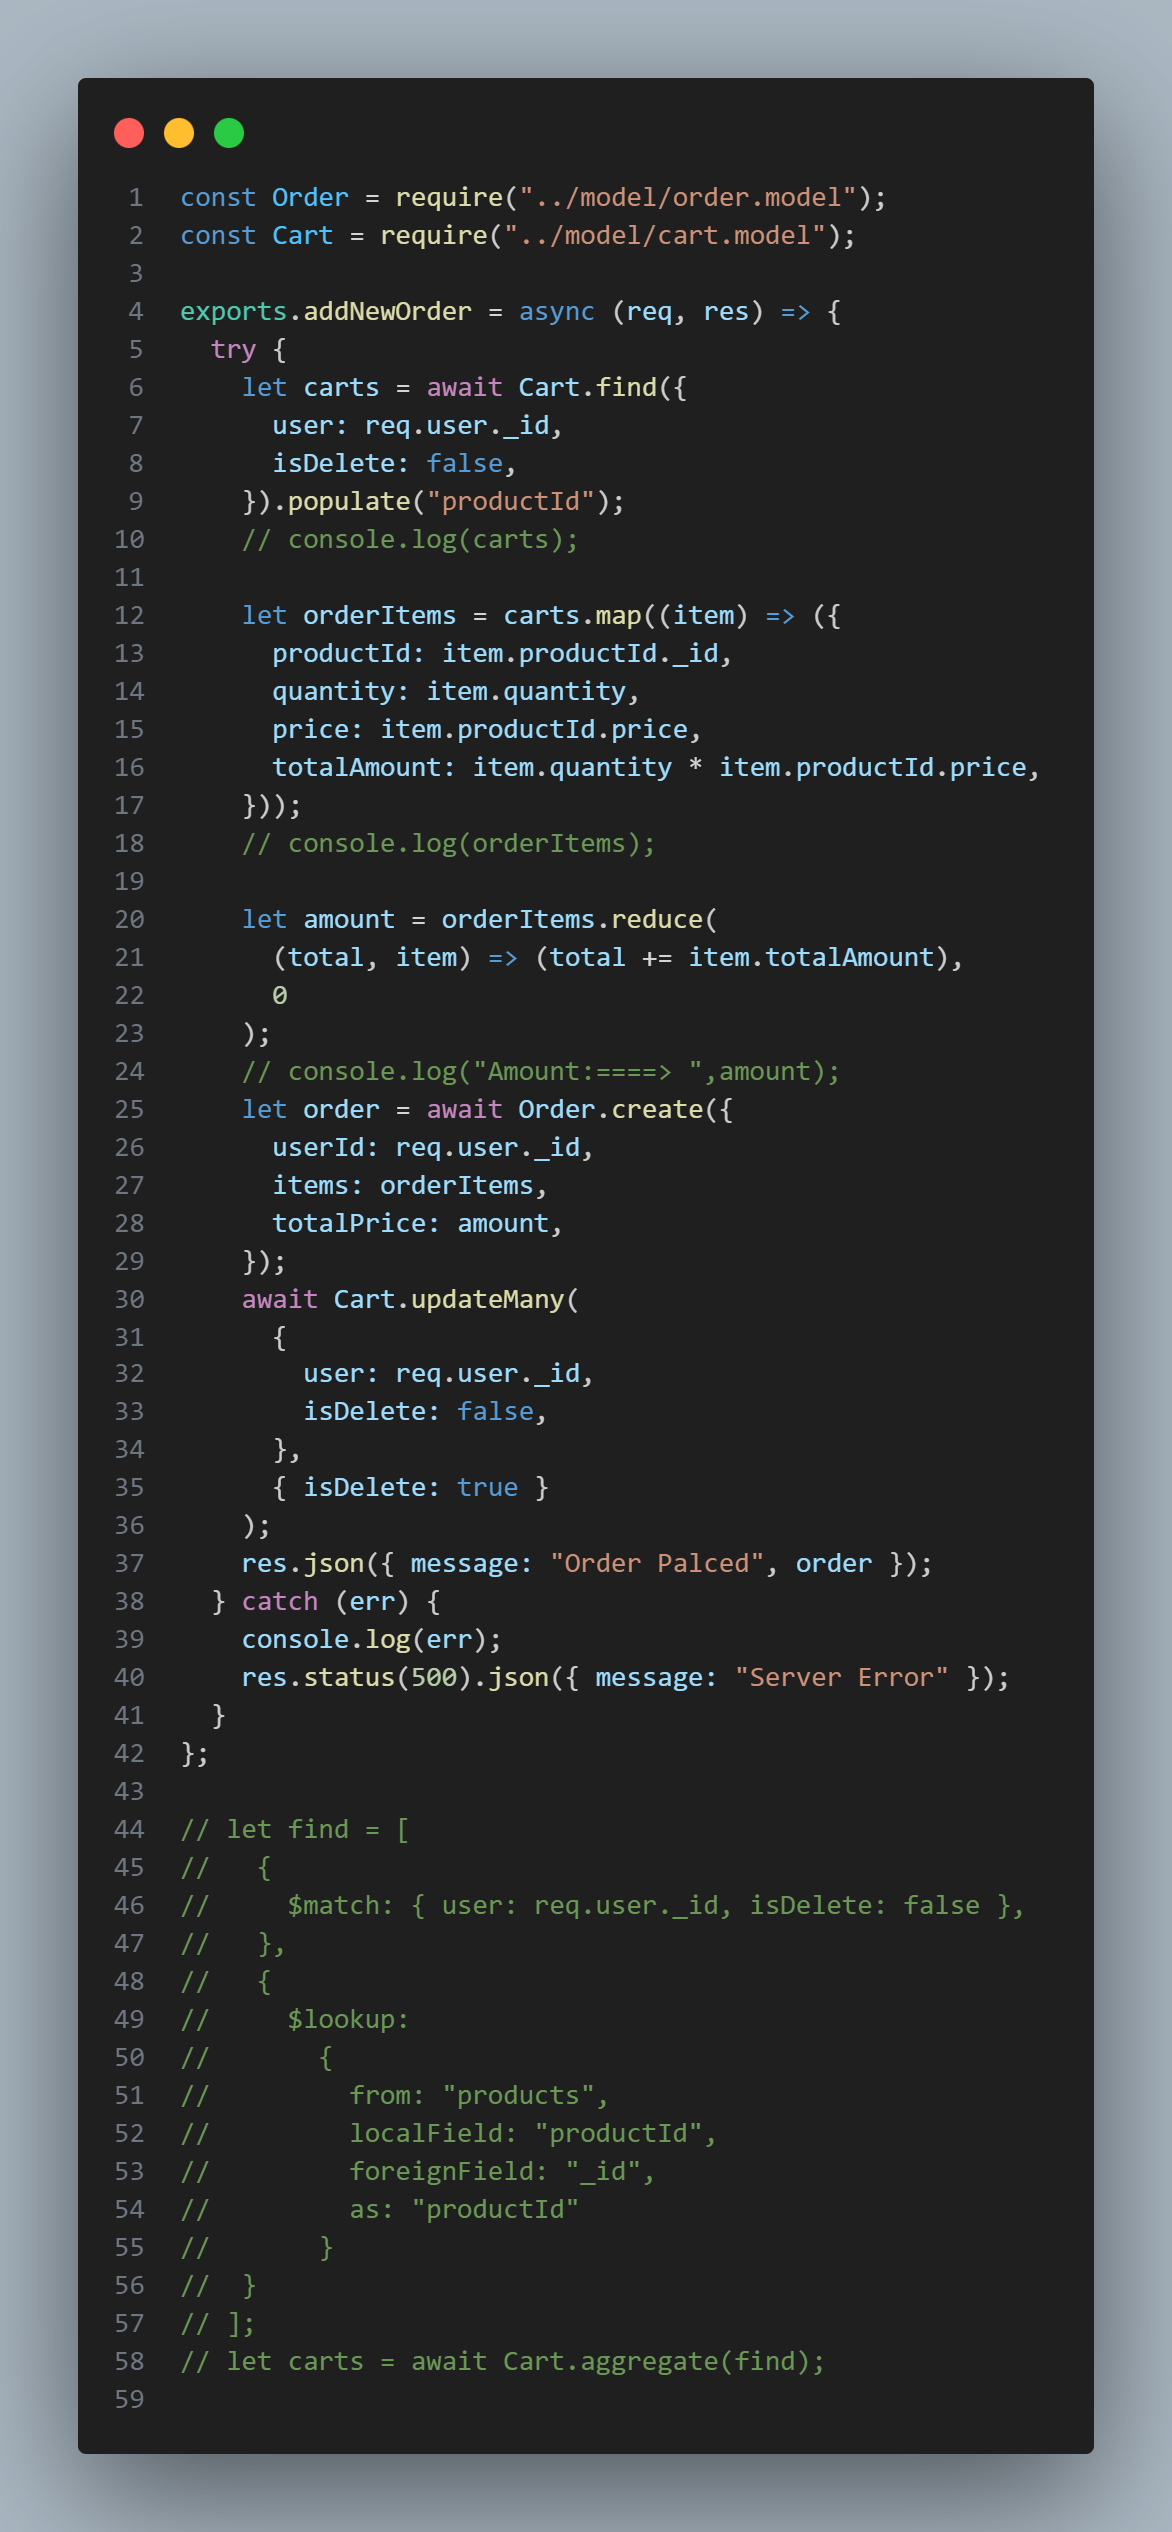 1 const Order = require("../model/order.model");
2 const Cart = require("../model/cart.model");
3
4 exports.addNewOrder = async (req, res) => {
5   try {
6     let carts = await Cart.find({
7       user: req.user._id,
8       isDelete: false,
9     }).populate("productId");
10     // console.log(carts);
11
12     let orderItems = carts.map((item) => ({
13       productId: item.productId._id,
14       quantity: item.quantity,
15       price: item.productId.price,
16       totalAmount: item.quantity * item.productId.price,
17     }));
18     // console.log(orderItems);
19
20     let amount = orderItems.reduce(
21       (total, item) => (total += item.totalAmount),
22       0
23     );
24     // console.log("Amount:====> ",amount);
25     let order = await Order.create({
26       userId: req.user._id,
27       items: orderItems,
28       totalPrice: amount,
29     });
30     await Cart.updateMany(
31       {
32         user: req.user._id,
33         isDelete: false,
34       },
35       { isDelete: true }
36     );
37     res.json({ message: "Order Palced", order });
38   } catch (err) {
39     console.log(err);
40     res.status(500).json({ message: "Server Error" });
41   }
42 };
43
44 // let find = [
45 //   {
46 //     $match: { user: req.user._id, isDelete: false },
47 //   },
48 //   {
49 //     $lookup:
50 //       {
51 //         from: "products",
52 //         localField: "productId",
53 //         foreignField: "_id",
54 //         as: "productId"
55 //       }
56 //  }
57 // ];
58 // let carts = await Cart.aggregate(find);
59